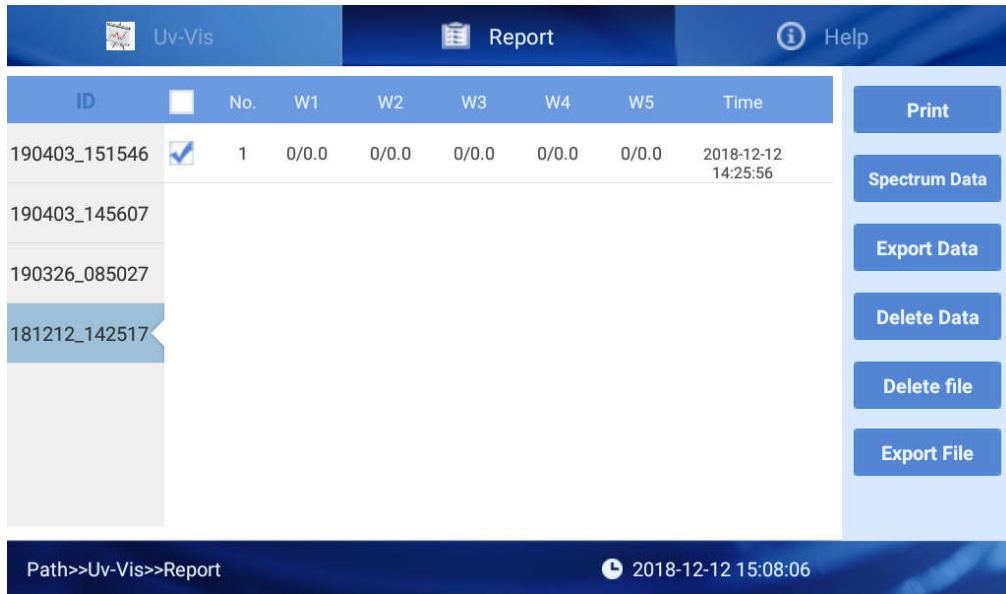 Uv-Vis Report Help
ID No. W1 W2 W3 W4 W5 Time
190403_151546 1 0/0.0 0/0.0 0/0.0 0/0.0 0/0.0 2018-12-12
14:25:56
190403_145607
190326_085027
181212_142517
Print
Spectrum Data
Export Data
Delete Data
Delete file
Export File
Path>>Uv-Vis>>Report 2018-12-12 15:08:06